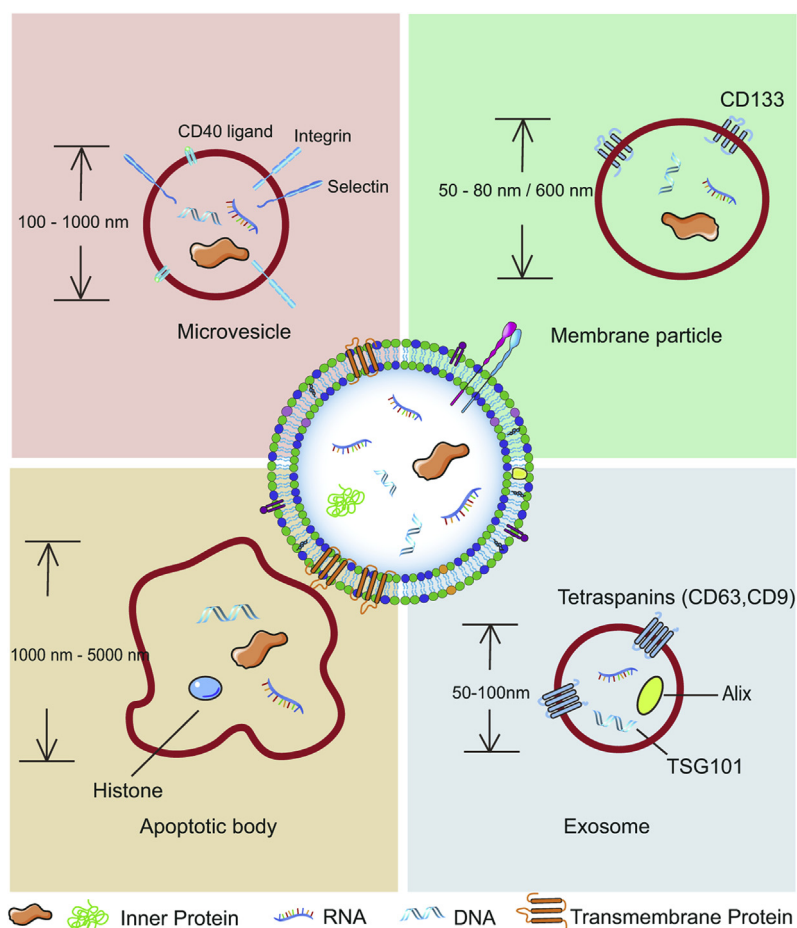 CD40 ligand
Integrin
Selectin
100 - 1000 nm
Microvesicle
CD133
50 - 80 nm / 600 nm
Membrane particle
1000 nm - 5000 nm
Histone
Apoptotic body
Tetraspanins (CD63,CD9)
50-100nm
Alix
TSG101
Exosome
Inner Protein
RNA
DNA
Transmembrane Protein